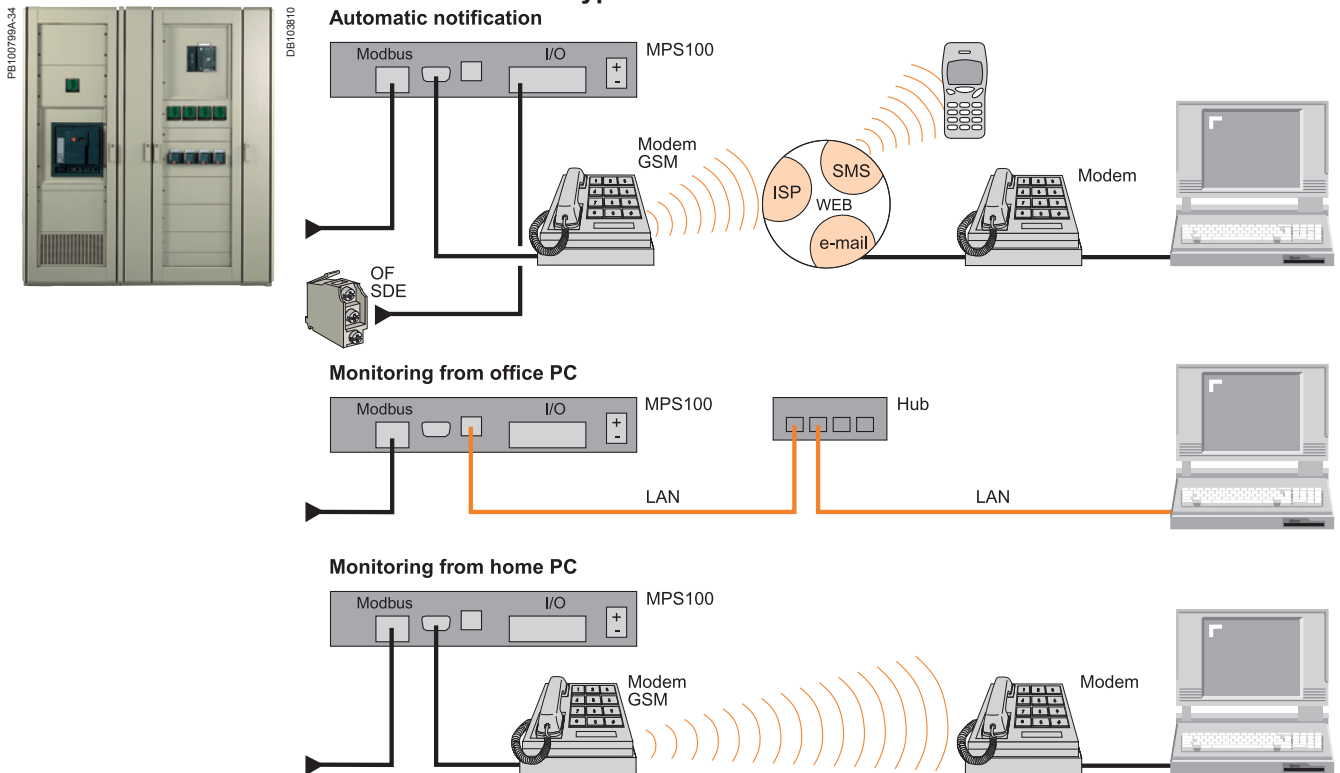 PB100799A-34
DB103810
Automatic notification
Modbus
I/O
MPS100
+
-
Modem
GSM
ISP
SMS
WEB
e-mail
Modem
OF
SDE
Monitoring from office PC
Modbus
I/O
MPS100
+
-
Hub
LAN
LAN
Monitoring from home PC
Modbus
I/O
MPS100
+
-
Modem
GSM
Modem